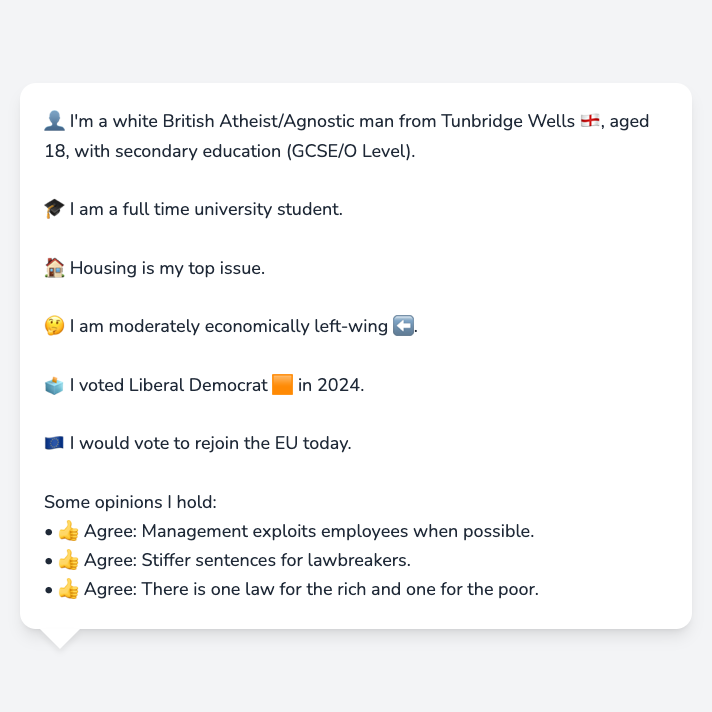 👤 I'm a white British Atheist/Agnostic man from Tunbridge Wells 🏴󠁧󠁢󠁥󠁮󠁧󠁿, aged
18, with secondary education (GCSE/O Level).
🎓 I am a full time university student.
🏠 Housing is my top issue.
🤔 I am moderately economically left-wing ⬅️.
🗳️ I voted Liberal Democrat 🟧 in 2024.
🇪🇺 I would vote to rejoin the EU today.
Some opinions I hold:
• 👍 Agree: Management exploits employees when possible.
• 👍 Agree: Stiffer sentences for lawbreakers.
• 👍 Agree: There is one law for the rich and one for the poor.